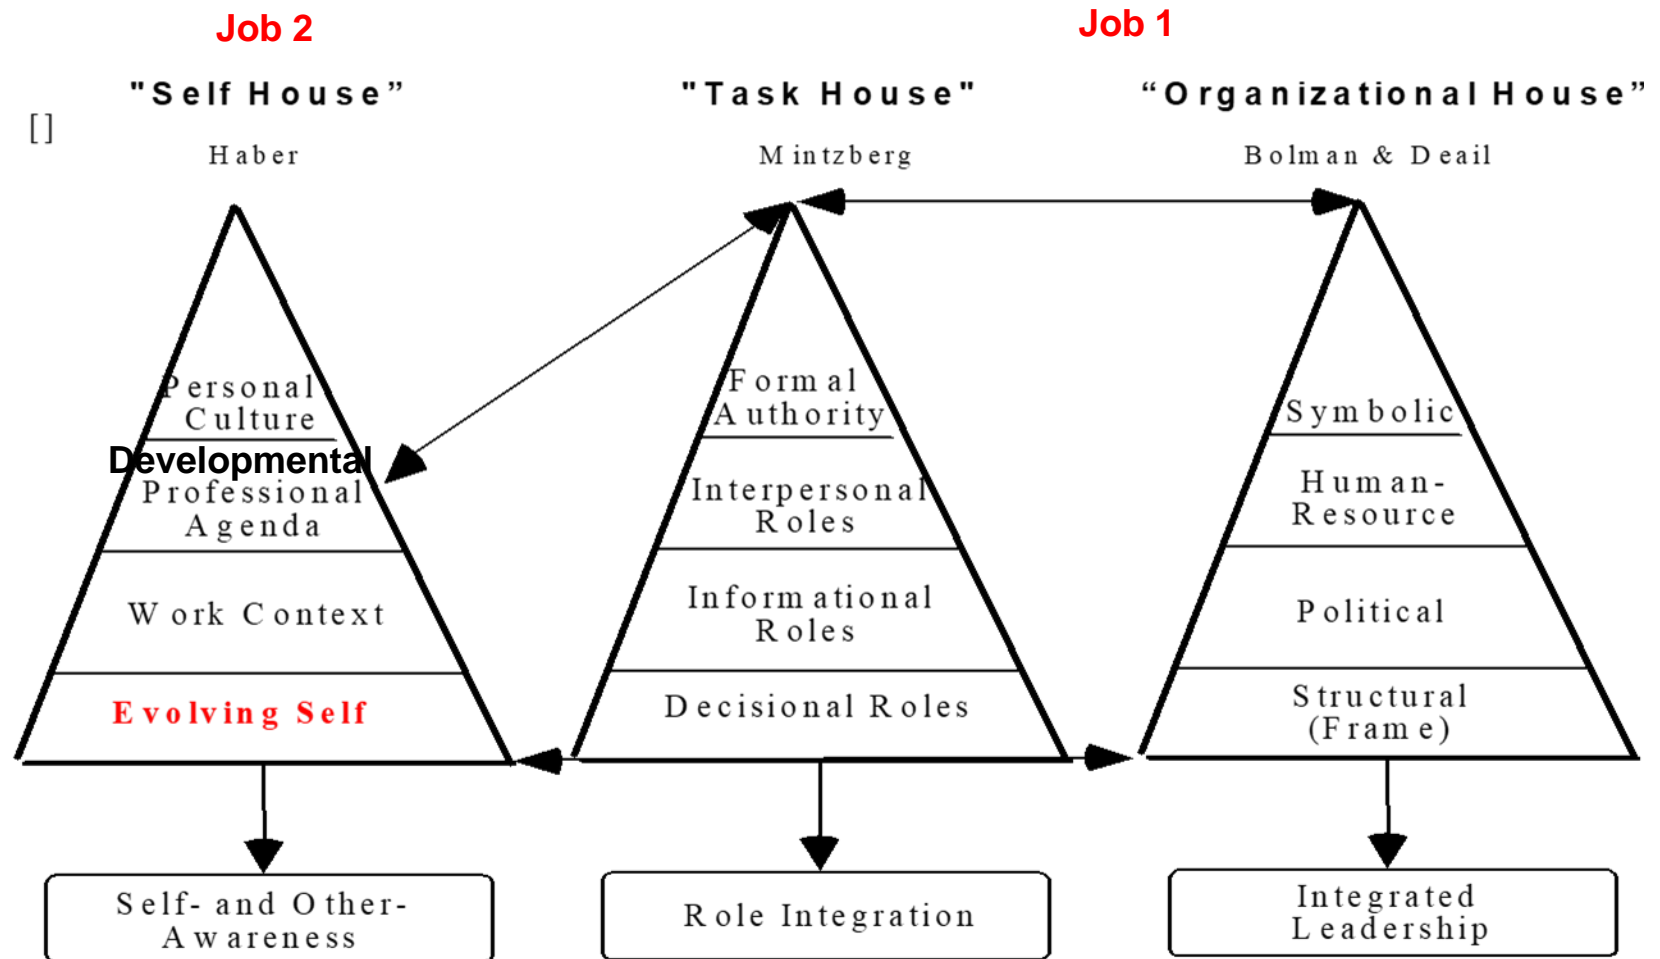 Job 2
Job 1
"Self House”
"Task House"
“Organizational House”
[]
Haber
Mintzberg
Bolman & Deail
Personal
Culture
Developmental
Professional
Agenda
Work Context
Evolving Self
Formal
Authority
Interpersonal
Roles
Informational
Roles
Decisional Roles
Symbolic
Human-
Resource
Political
Structural
(Frame)
Self- and Other-
Awareness
Role Integration
Integrated
Leadership